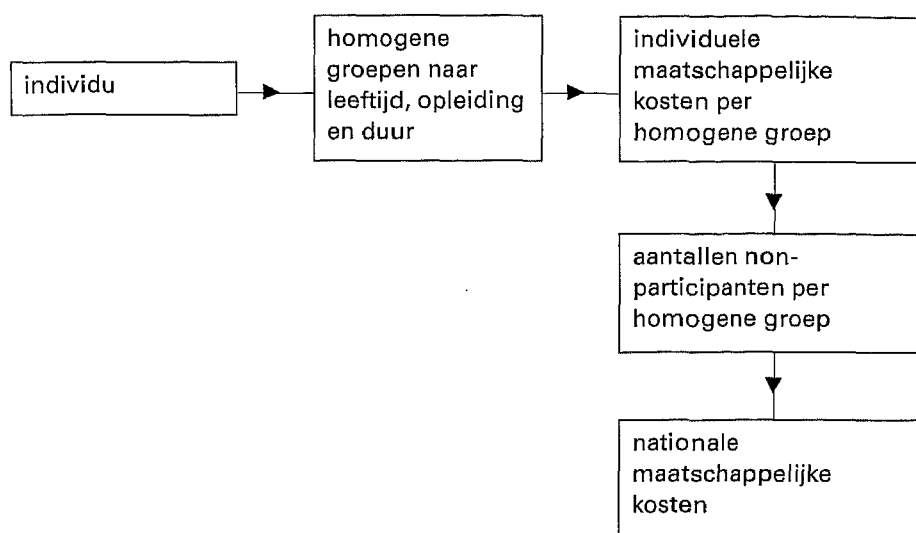 individu
homogene
groepen naar
leeftijd, opleiding
en duur
individuele
maatschappelijke
kosten per
homogene groep
aantallen non-
participanten per
homogene groep
nationale
maatschappelijke
kosten